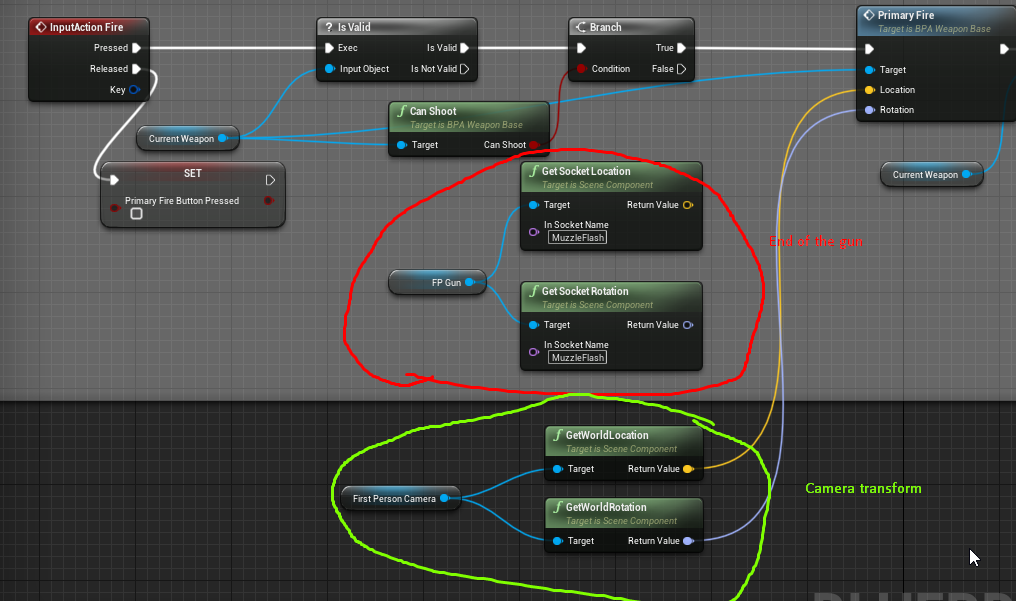 InputAction Fire
Pressed
Released
Key
? Is Valid
Exec
Is Valid
Input Object
Is Not Valid
Branch
True
Condition
False
Primary Fire
Target is BPA Weapon Base
Target
Location
Rotation
Current Weapon
f Can Shoot
Target is BPA Weapon Base
Target
Can Shoot
SET
Primary Fire Button Pressed
f Get Socket Location
Target is Scene Component
Target
Return Value
In Socket Name
MuzzleFlash
Current Weapon
End of the gun
FP Gun
f Get Socket Rotation
Target is Scene Component
Target
Return Value
In Socket Name
MuzzleFlash
f GetWorldLocation
Target is Scene Component
Target
Return Value
First Person Camera
Camera transform
f GetWorldRotation
Target is Scene Component
Target
Return Value